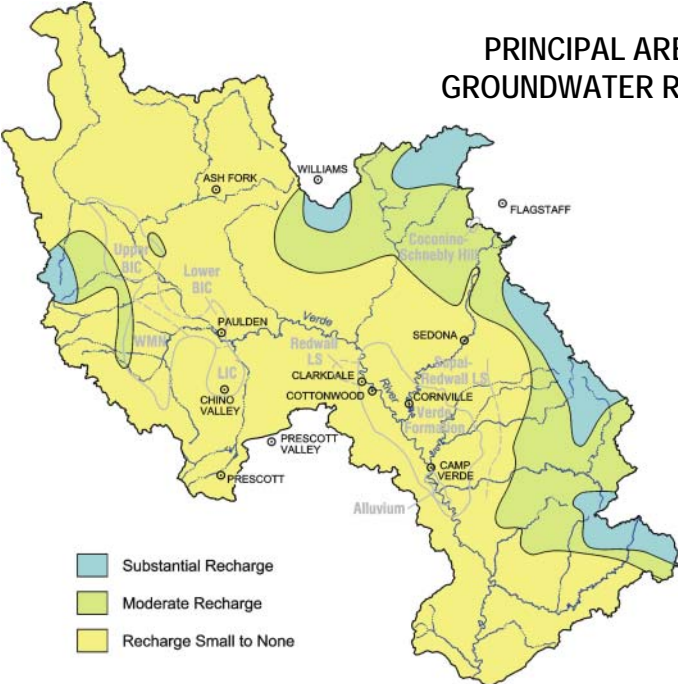 PRINCIPAL ARE
GROUNDWATER R
WILLIAMS
ASH FORK
FLAGSTAFF
Coconino-
Schnebly Hill
Upper
BIC
Lower
BIC
PAULDEN
Verde
River
WMN
Redwall
LS
SEDONA
LIC
CLARKDALE
Supai-
Redwall LS
CHINO
VALLEY
COTTONWOOD
CORNVILLE
Verde
Formation
PRESCOTT
VALLEY
CAMP
VERDE
PRESCOTT
Alluvium
Substantial Recharge
Moderate Recharge
Recharge Small to None